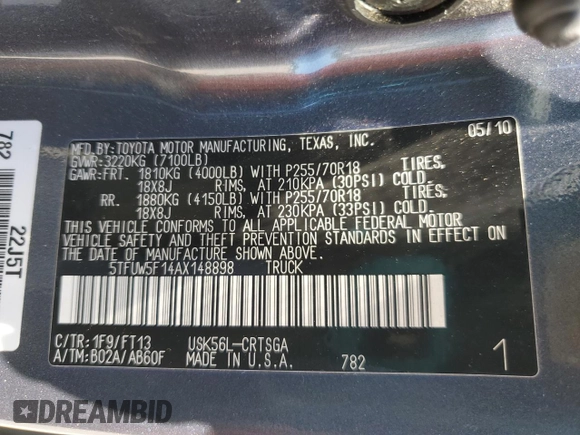 MFD.BY:TOYOTA MOTOR MANUFACTURING, TEXAS, INC. 05/10
GVWR:3220KG (7100LB)
GAWR:FRT. 1810KG (4000LB) WITH P255/70R18 TIRES
18X8J RIMS, AT 210KPA (30PSI) COLD.
RR. 1880KG (4150LB) WITH P255/70R18 TIRES
18X8J RIMS, AT 230KPA (33PSI) COLD.
THIS VEHICLE CONFORMS TO ALL APPLICABLE FEDERAL MOTOR
VEHICLE SAFETY AND THEFT PREVENTION STANDARDS IN EFFECT ON
THE DATE OF MANUFACTURE SHOWN ABOVE.
5TFUW5F14AX148898 TRUCK
C/TR:1F9/FT13 USK56L-CRTSGA
A/TM:B02A/AB60F MADE IN U.S.A. 782 1
782
22J5T
DREAMBID